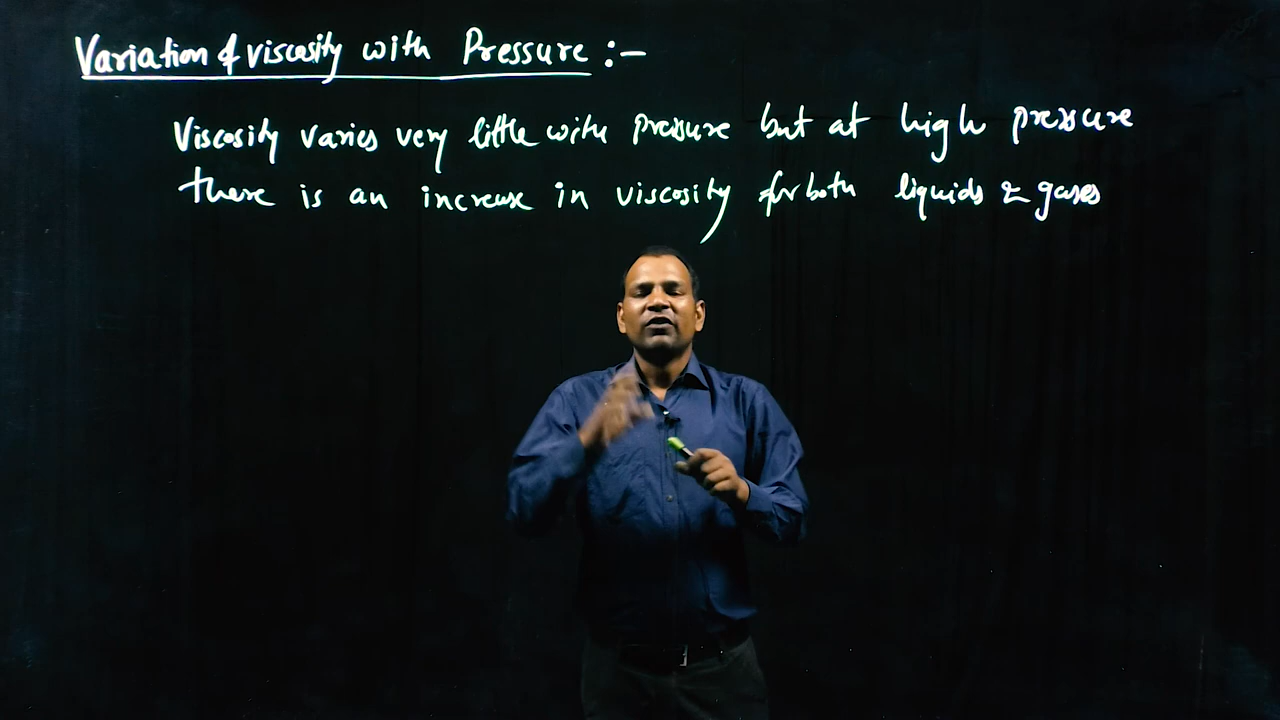 Variation of viscosity with Pressure :-
Viscosity varies very little with pressure but at high pressure
there is an increase in viscosity for both liquids & gases